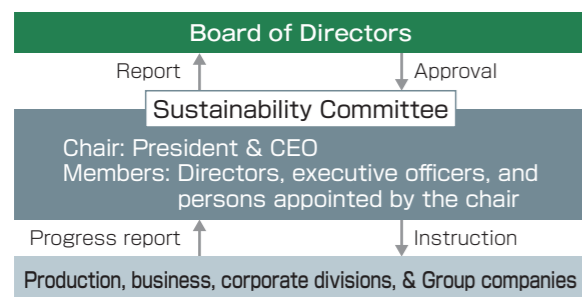 Board of Directors
Report
Approval
Sustainability Committee
Chair: President & CEO
Members: Directors, executive officers, and
persons appointed by the chair
Progress report
Instruction
Production, business, corporate divisions, & Group companies